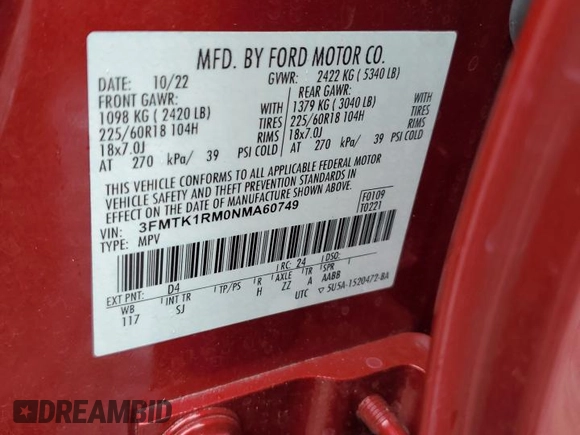 MFD. BY FORD MOTOR CO.
DATE: 10/22 GVWR: 2422 KG ( 5340 LB)
FRONT GAWR: REAR GAWR:
1098 KG ( 2420 LB) WITH 1379 KG ( 3040 LB) WITH
225/60R18 104H TIRES 225/60R18 104H TIRES
18x7.0J RIMS 18x7.0J RIMS
AT 270 kPa/ 39 PSI COLD AT 270 kPa/ 39 PSI COLD
THIS VEHICLE CONFORMS TO ALL APPLICABLE FEDERAL MOTOR
VEHICLE SAFETY AND THEFT PREVENTION STANDARDS IN
EFFECT ON THE DATE OF MANUFACTURE SHOWN ABOVE.
VIN: 3FMTK1RM0NMA60749 F0109
TYPE: MPV T0221
EXT PNT: D4 RC: 24 DSO:
WB INT TR TP/PS R AXLE TR SPR
117 SJ H ZZ A AABB
UTC ▽ 5U5A-1520472-BA
DREAMBID